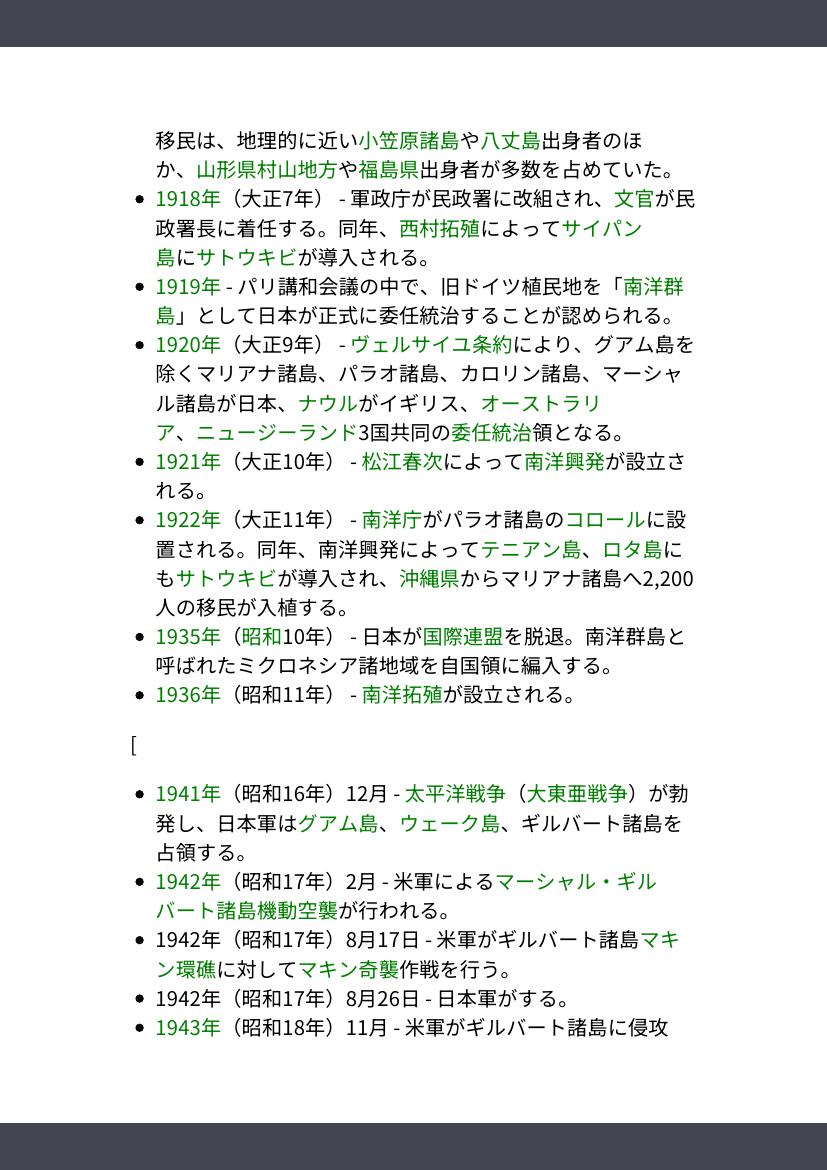 移民は、地理的に近い小笠原諸島や八丈島出身者のほ
か、山形県村山地方や福島県出身者が多数を占めていた。
• 1918年（大正7年） - 軍政庁が民政署に改組され、文官が民
政署長に着任する。同年、西村拓殖によってサイパン
島にサトウキビが導入される。
• 1919年 - パリ講和会議の中で、旧ドイツ植民地を「南洋群
島」として日本が正式に委任統治することが認められる。
• 1920年（大正9年） - ヴェルサイユ条約により、グアム島を
除くマリアナ諸島、パラオ諸島、カロリン諸島、マーシャ
ル諸島が日本、ナウルがイギリス、オーストラリ
ア、ニュージーランド3国共同の委任統治領となる。
• 1921年（大正10年） - 松江春次によって南洋興発が設立さ
れる。
• 1922年（大正11年） - 南洋庁がパラオ諸島のコロールに設
置される。同年、南洋興発によってテニアン島、ロタ島に
もサトウキビが導入され、沖縄県からマリアナ諸島へ2,200
人の移民が入植する。
• 1935年（昭和10年） - 日本が国際連盟を脱退。南洋群島と
呼ばれたミクロネシア諸地域を自国領に編入する。
• 1936年（昭和11年） - 南洋拓殖が設立される。
[
• 1941年（昭和16年）12月 - 太平洋戦争（大東亜戦争）が勃
発し、日本軍はグアム島、ウェーク島、ギルバート諸島を
占領する。
• 1942年（昭和17年）2月 - 米軍によるマーシャル・ギル
バート諸島機動空襲が行われる。
• 1942年（昭和17年）8月17日 - 米軍がギルバート諸島マキ
ン環礁に対してマキン奇襲作戦を行う。
• 1942年（昭和17年）8月26日 - 日本軍がする。
• 1943年（昭和18年）11月 - 米軍がギルバート諸島に侵攻